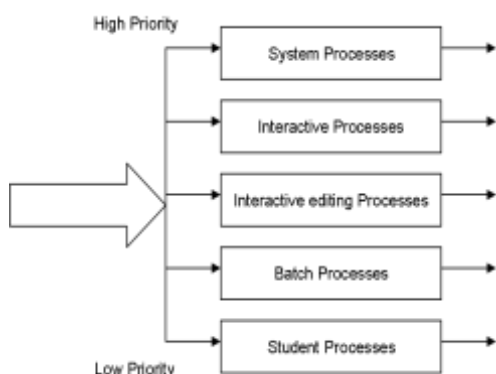 High Priority
System Processes
Interactive Processes
Interactive editing Processes
Batch Processes
Student Processes
Low Priority